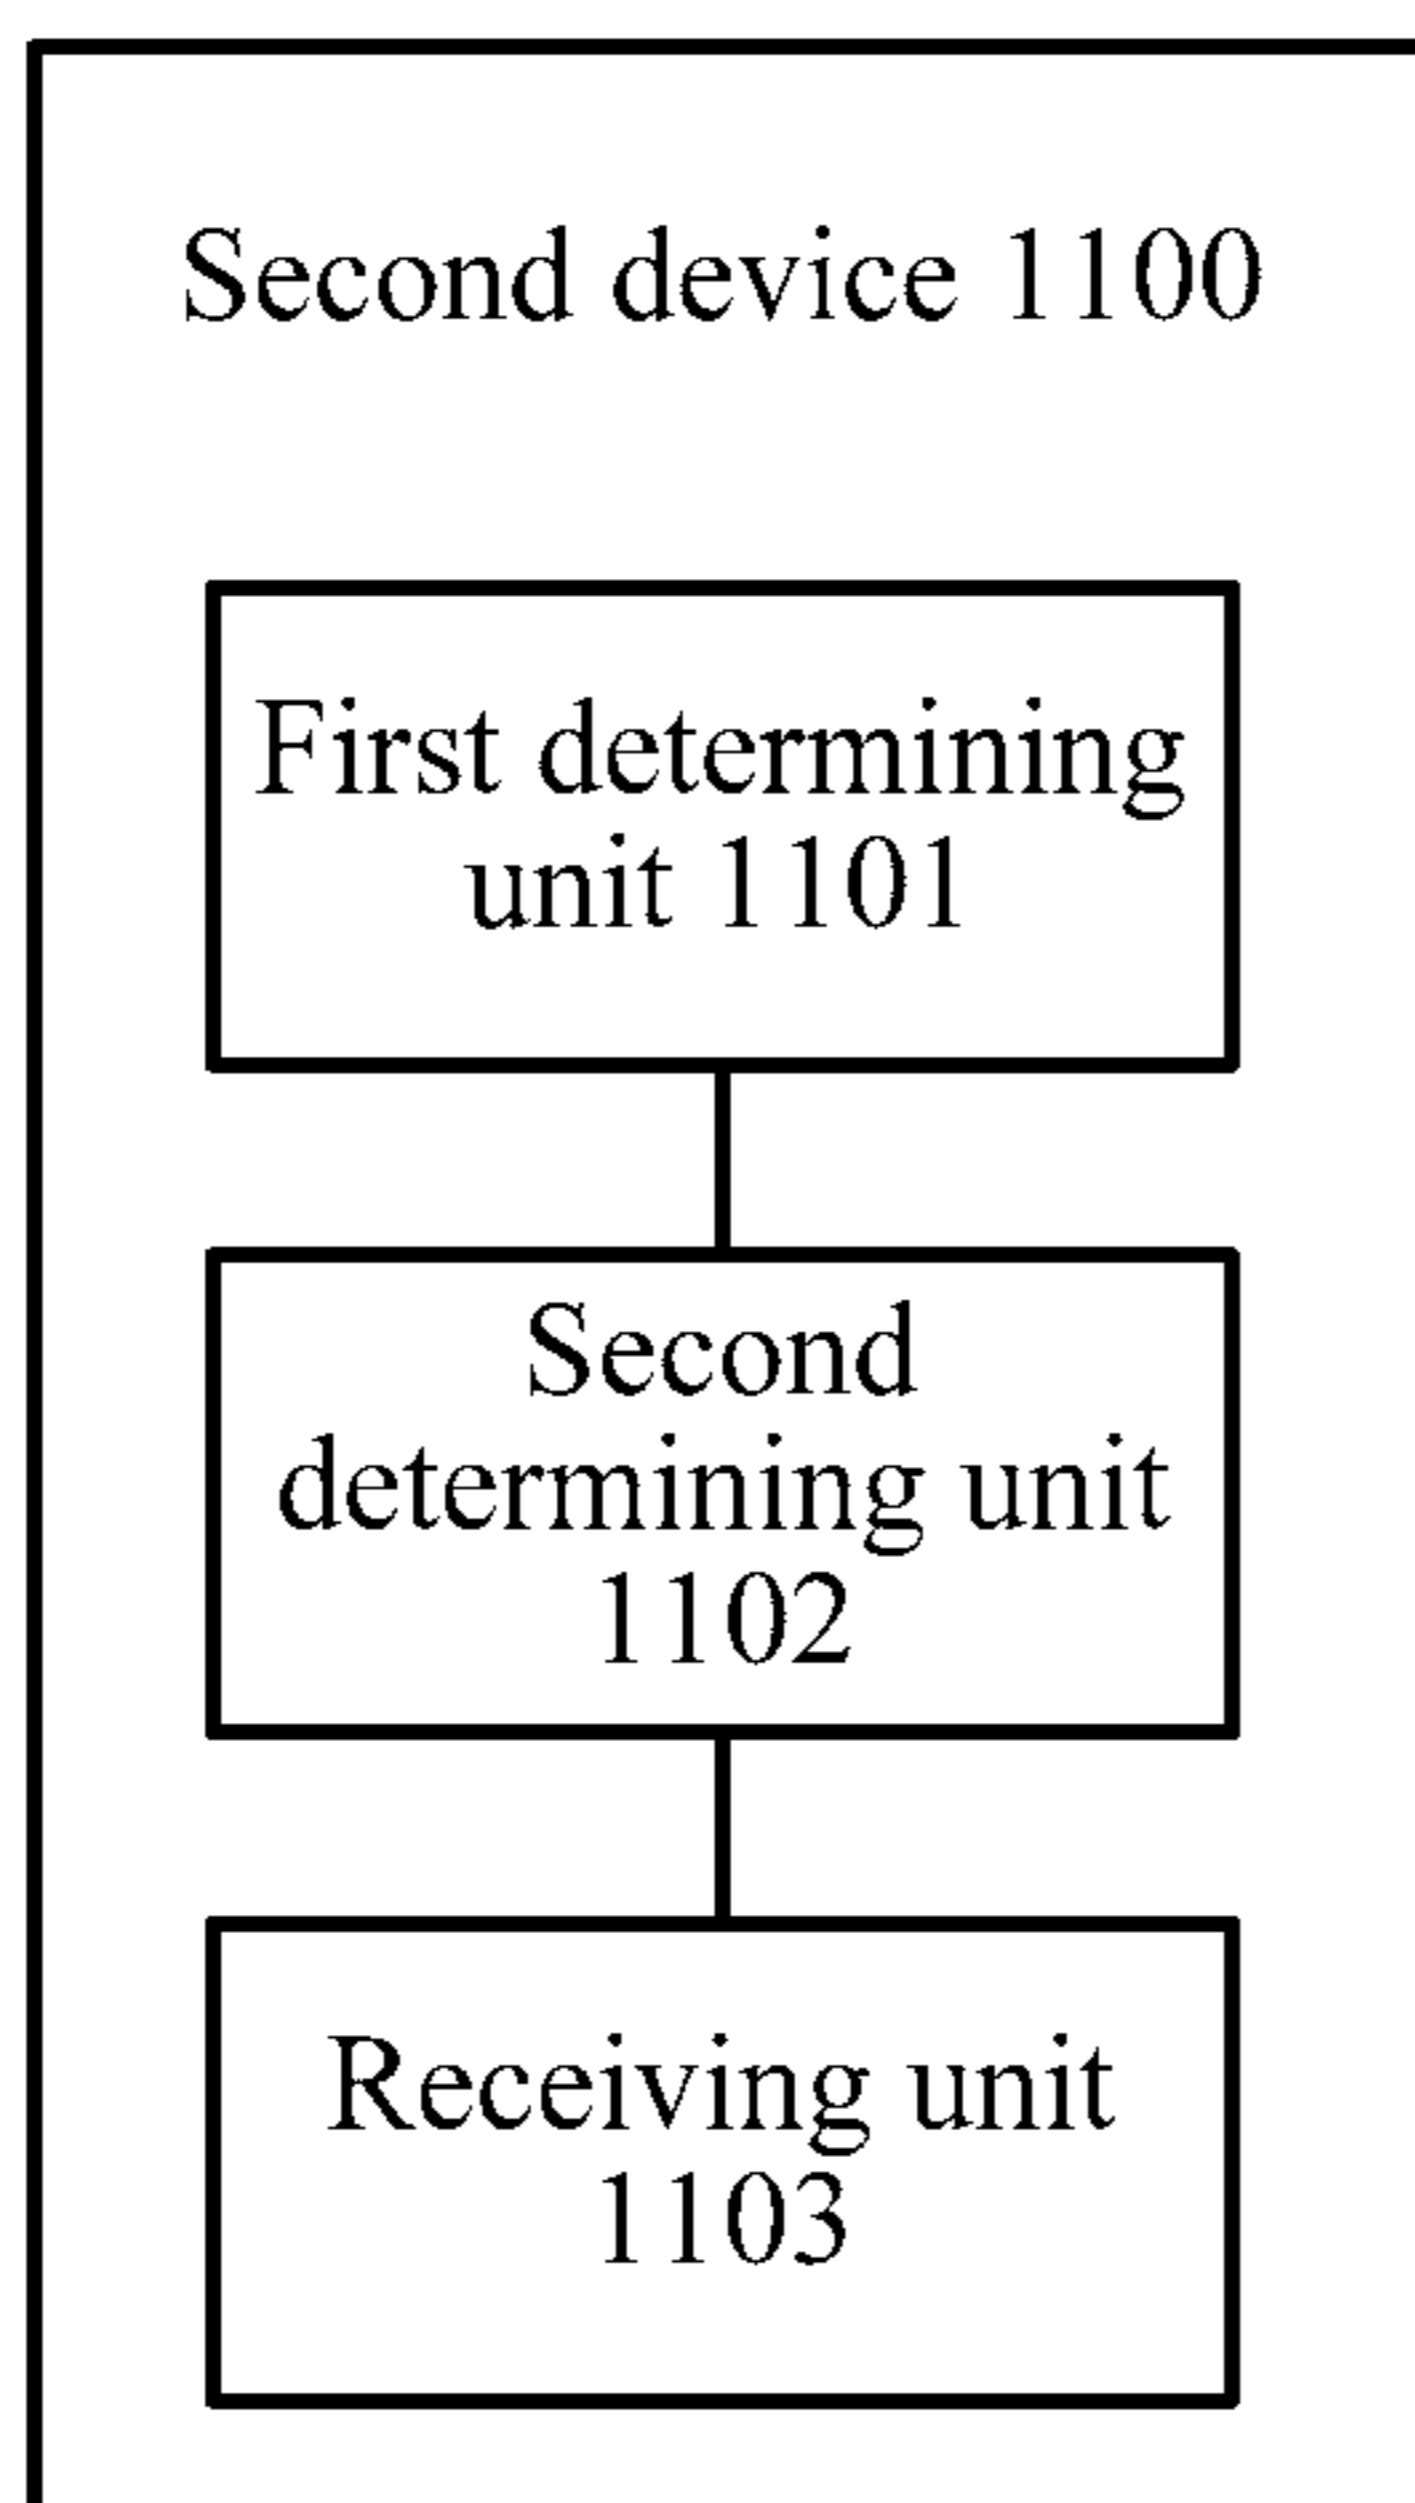 Second device 1100
First determining
unit 1101
Second
determining unit
1102
Receiving unit
1103